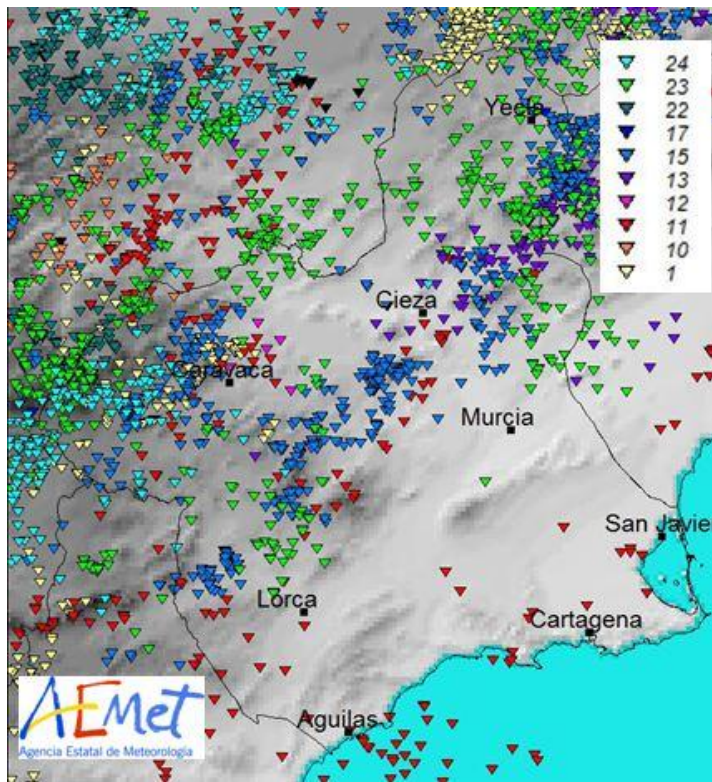 24
23
22
17
15
13
12
11
10
1
Yecla
Cieza
Caravaca
Murcia
San Javie
Lorca
Cartagena
Aguilas
AEMet
Agencia Estatal de Meteorología